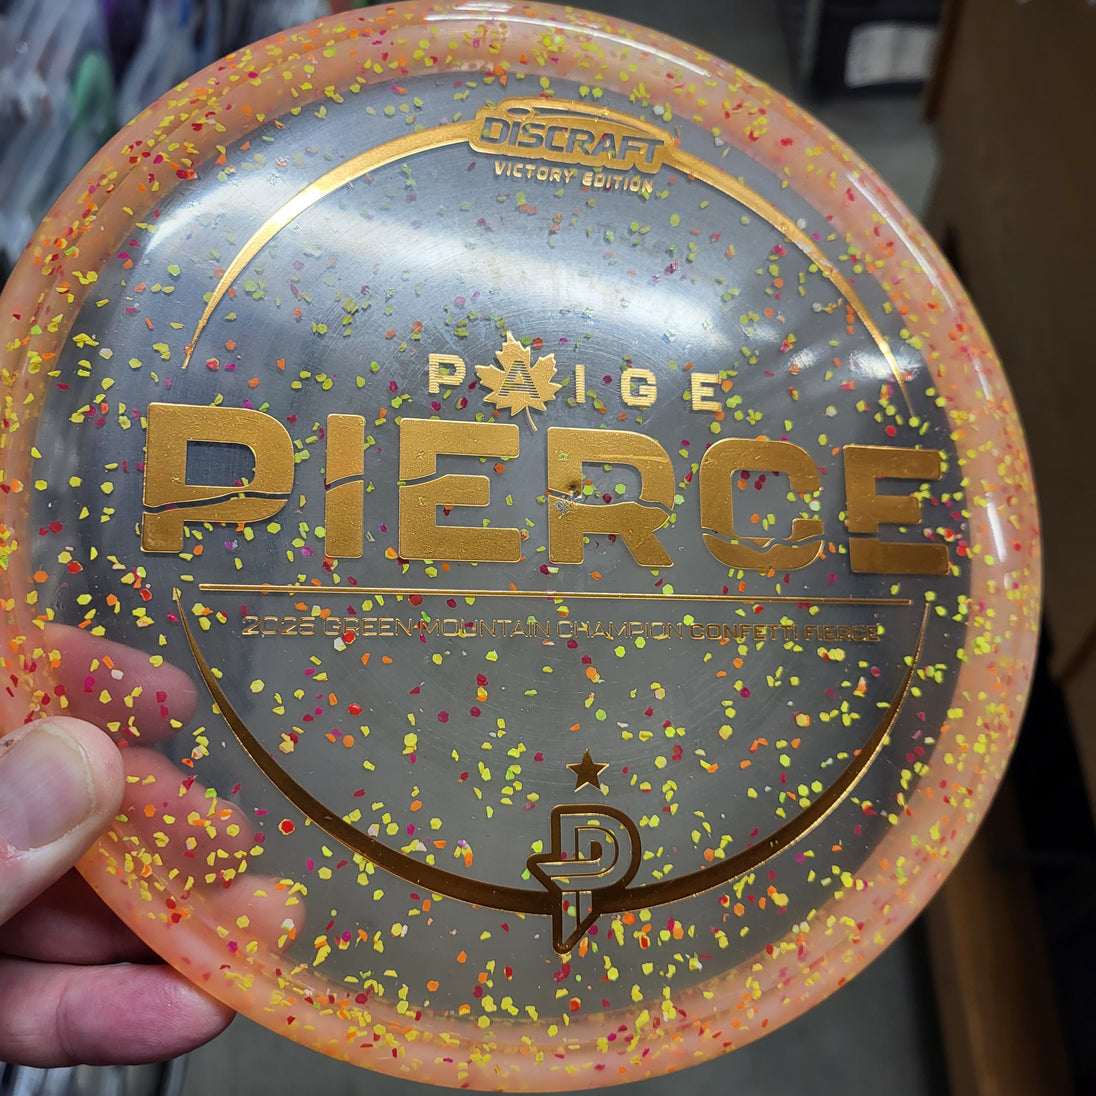 DISCRAFT
VICTORY EDITION
PAIGE
PIERCE
2025 GREEN MOUNTAIN CHAMPION CONFETTI FIERCE